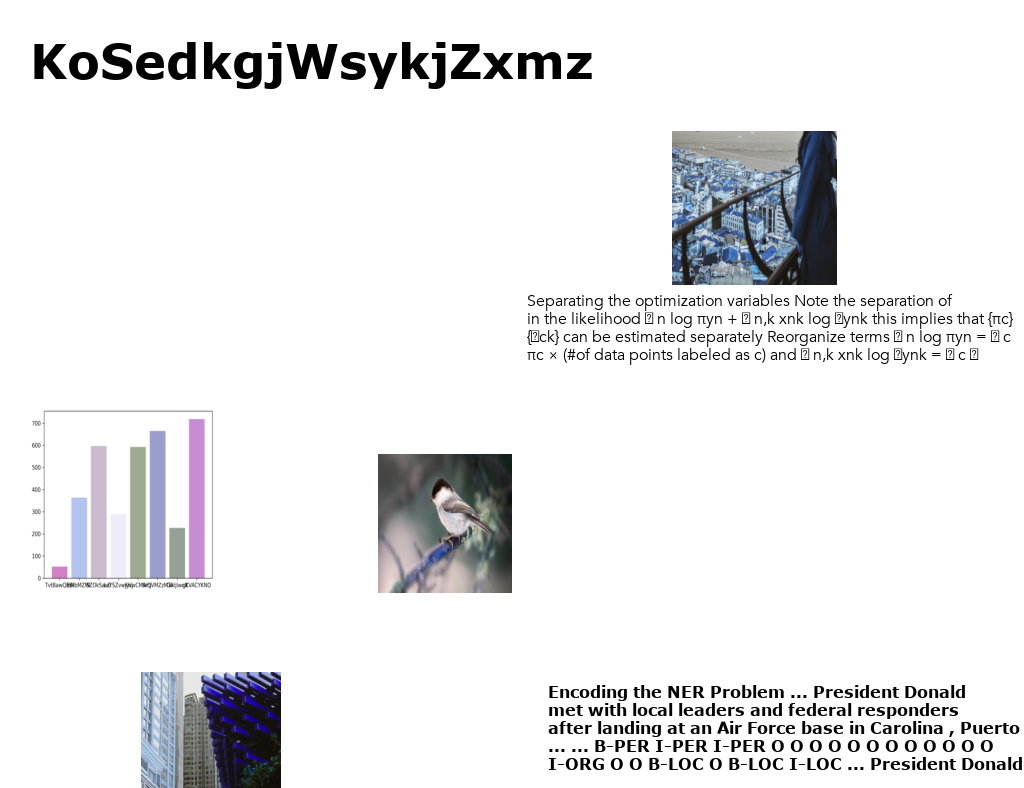 KoSedkgjWsykjZxmz
Separating the optimization variables Note the separation of
in the likelihood n log πyn + n,k xnk log ynk this implies that {πc}
{ck} can be estimated separately Reorganize terms n log πyn = c
πc × (#of data points labeled as c) and n,k xnk log ynk = c
700
600
500
400
300
200
100
0
Encoding the NER Problem ... President Donald
met with local leaders and federal responders
after landing at an Air Force base in Carolina , Puerto
... ... B-PER I-PER I-PER O O O O O O O O O O O O
I-ORG O O B-LOC O B-LOC I-LOC ... President Donald